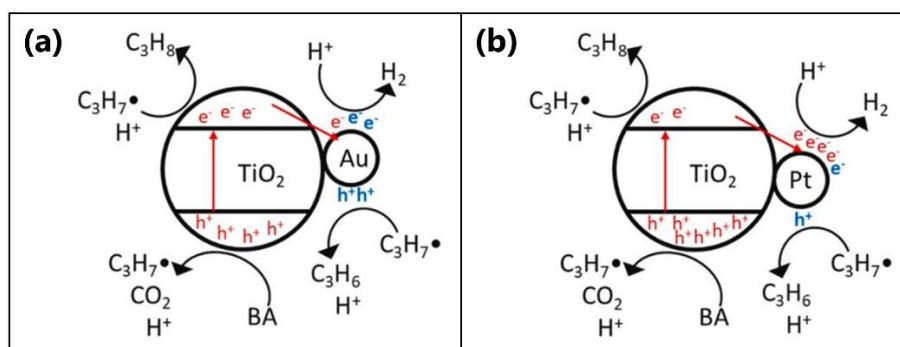 (a)
C₃H₈
H⁺
H₂
C₃H₇•
H⁺
e⁻ e⁻ e⁻
e⁻ e⁻ e⁻
TiO₂
Au
h⁺ h⁺
h⁺ h⁺ h⁺ h⁺
C₃H₇•
C₃H₇•
CO₂
H⁺
BA
C₃H₆
H⁺
(b)
C₃H₈
H⁺
H₂
C₃H₇•
H⁺
e⁻ e⁻
e⁻ e⁻ e⁻ e⁻
e⁻
TiO₂
Pt
h⁺
h⁺ h⁺
h⁺ h⁺ h⁺ h⁺
C₃H₇•
C₃H₇•
CO₂
H⁺
BA
C₃H₆
H⁺